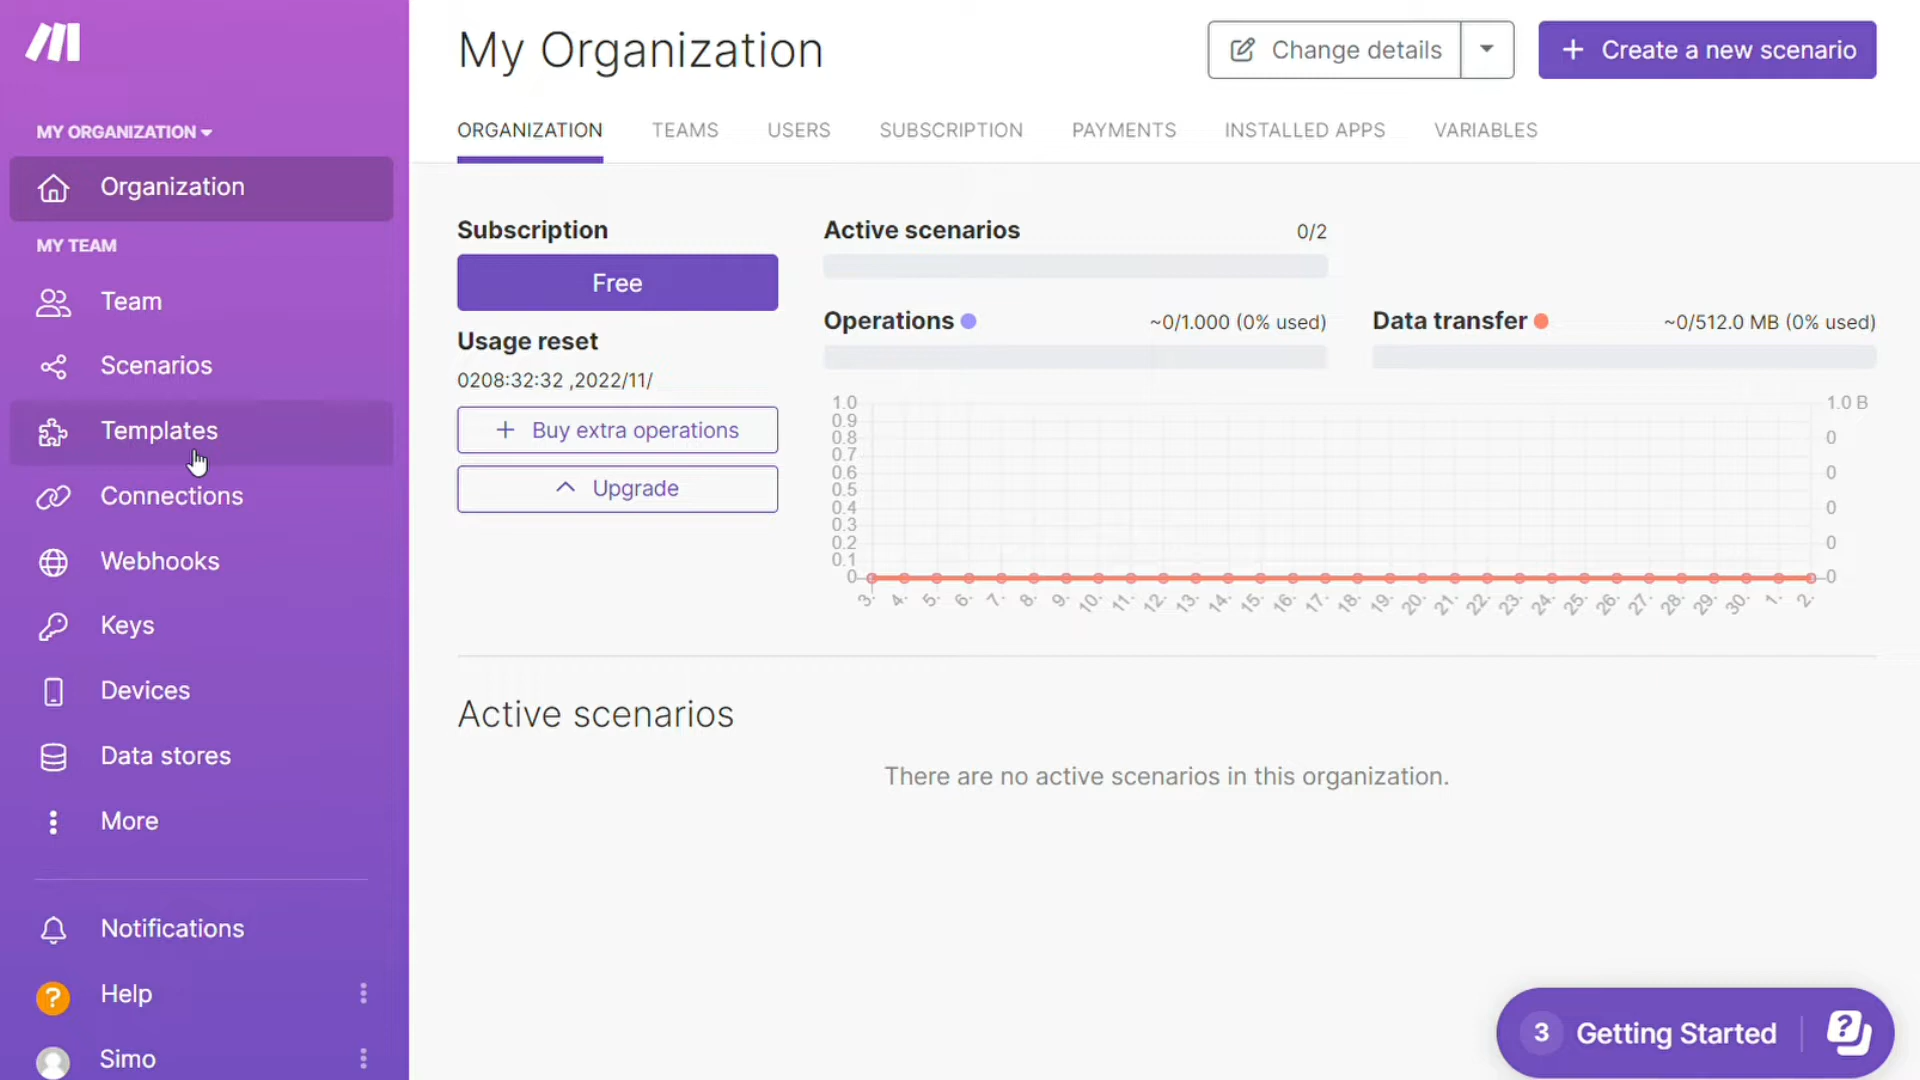 MY ORGANIZATION
Organization
MY TEAM
Team
Scenarios
Templates
Connections
Webhooks
Keys
Devices
Data stores
More
Notifications
? Help
Simo
My Organization
Change details
+ Create a new scenario
ORGANIZATION TEAMS USERS SUBSCRIPTION PAYMENTS INSTALLED APPS VARIABLES
Subscription
Free
Usage reset
0208:32:32 ,2022/11/
+ Buy extra operations
Upgrade
Active scenarios 0/2
Operations ~0/1.000 (0% used)
Data transfer ~0/512.0 MB (0% used)
1.0
0.9
0.8
0.7
0.6
0.5
0.4
0.3
0.2
0.1
0
1.0 B
0
0
0
0
0
3. 4. 5. 6. 7. 8. 9. 10. 11. 12. 13. 14. 15. 16. 17. 18. 19. 20. 21. 22. 23. 24. 25. 26. 27. 28. 29. 30. 1. 2.
Active scenarios
There are no active scenarios in this organization.
3 Getting Started ?